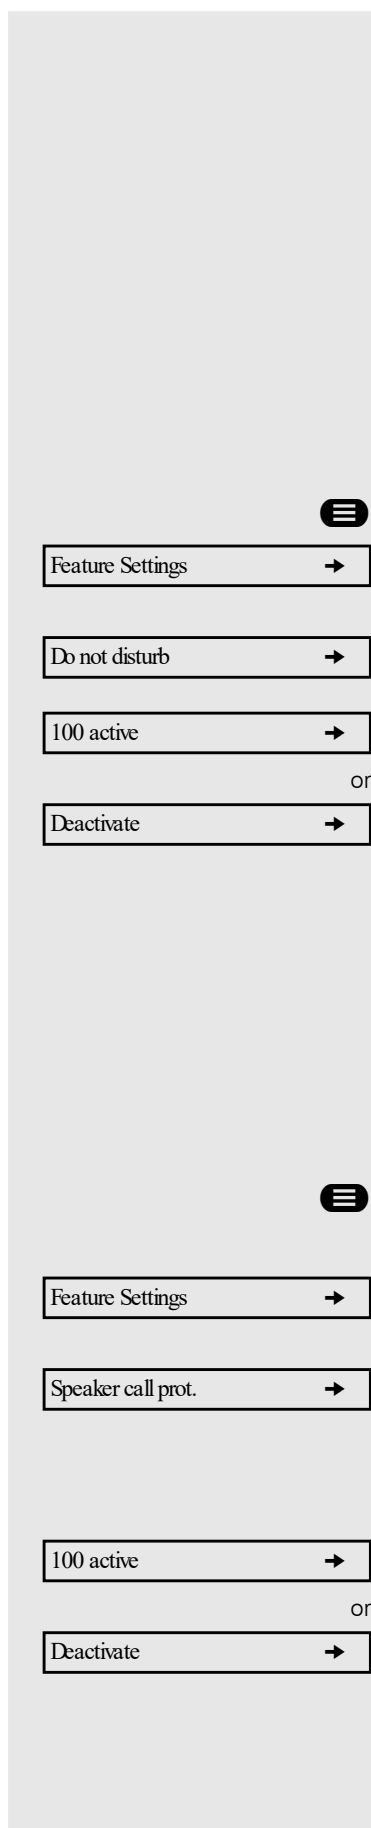 Feature Settings
Do not disturb
100 active
or
Deactivate
Feature Settings
Speaker call prot.
100 active
or
Deactivate